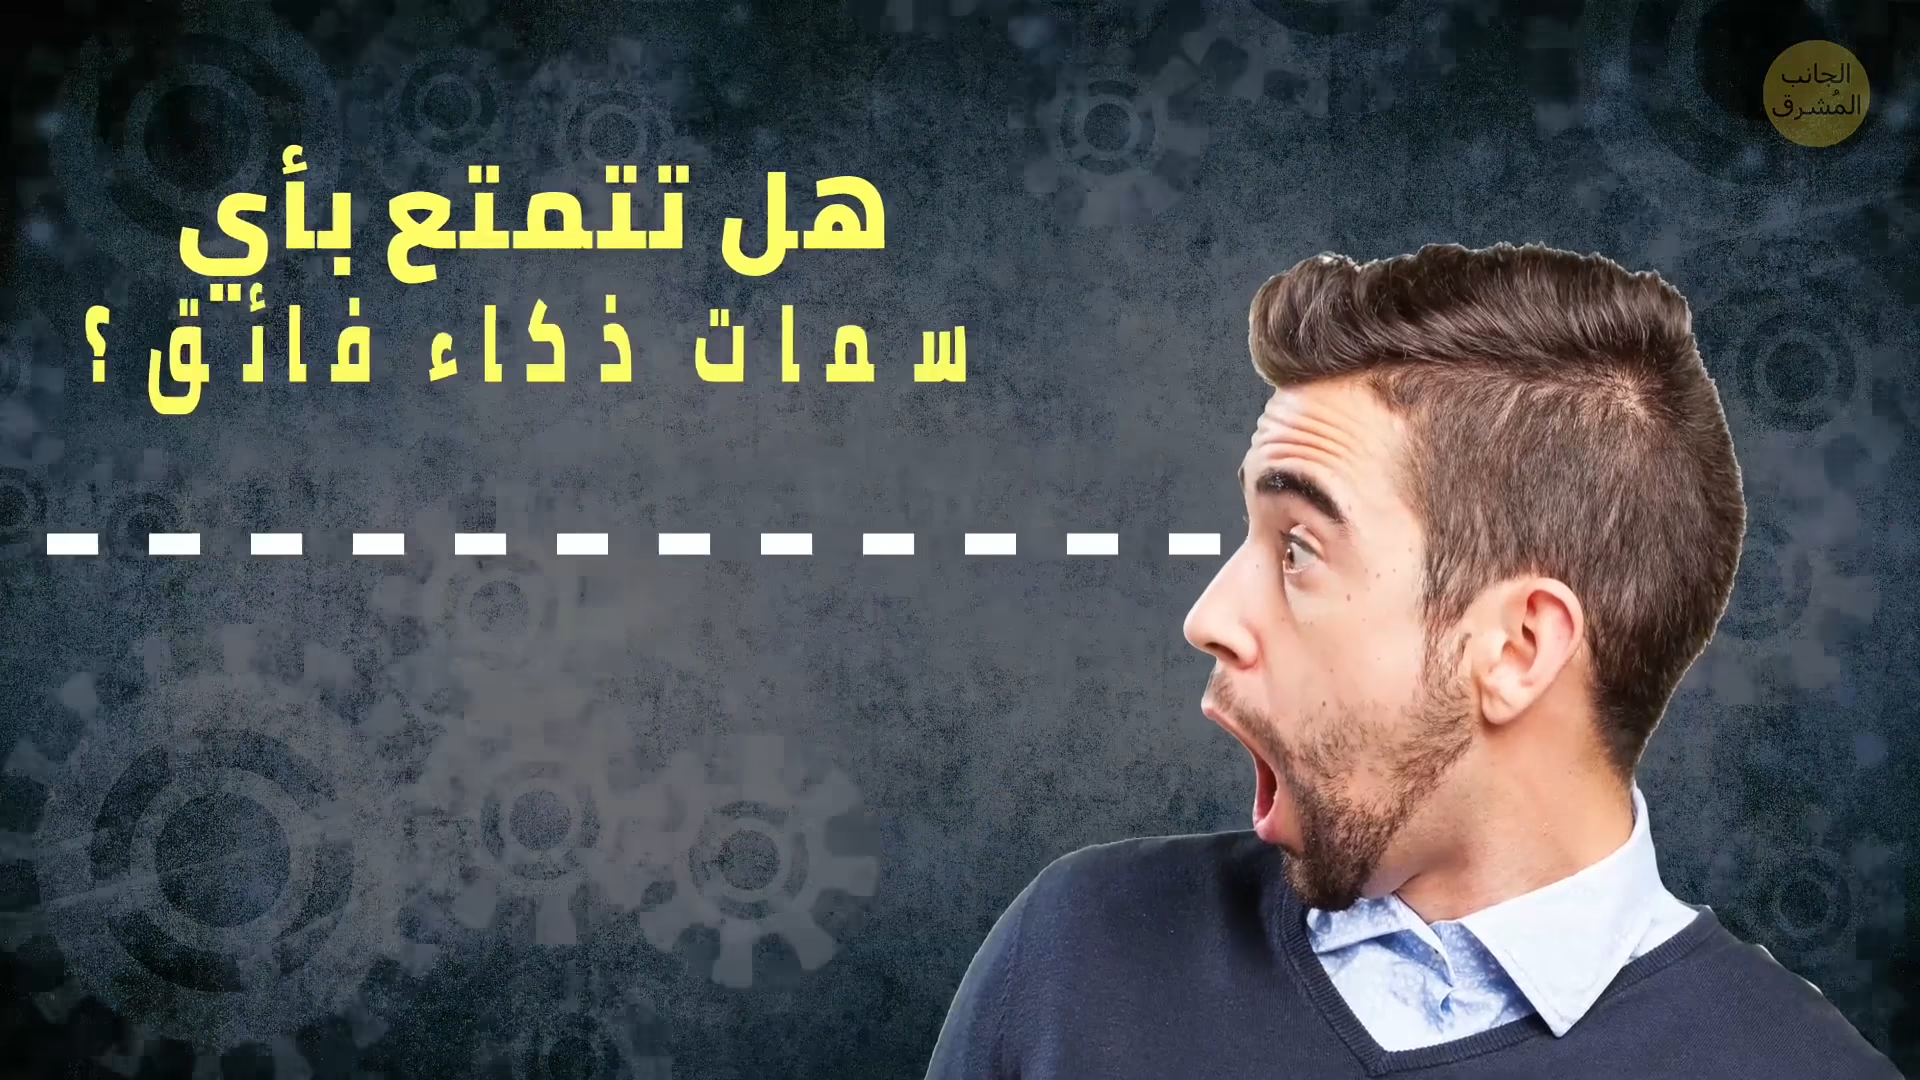 هل تتمتع بأي
سمات ذكاء فائق؟
الجانب
المُشرق